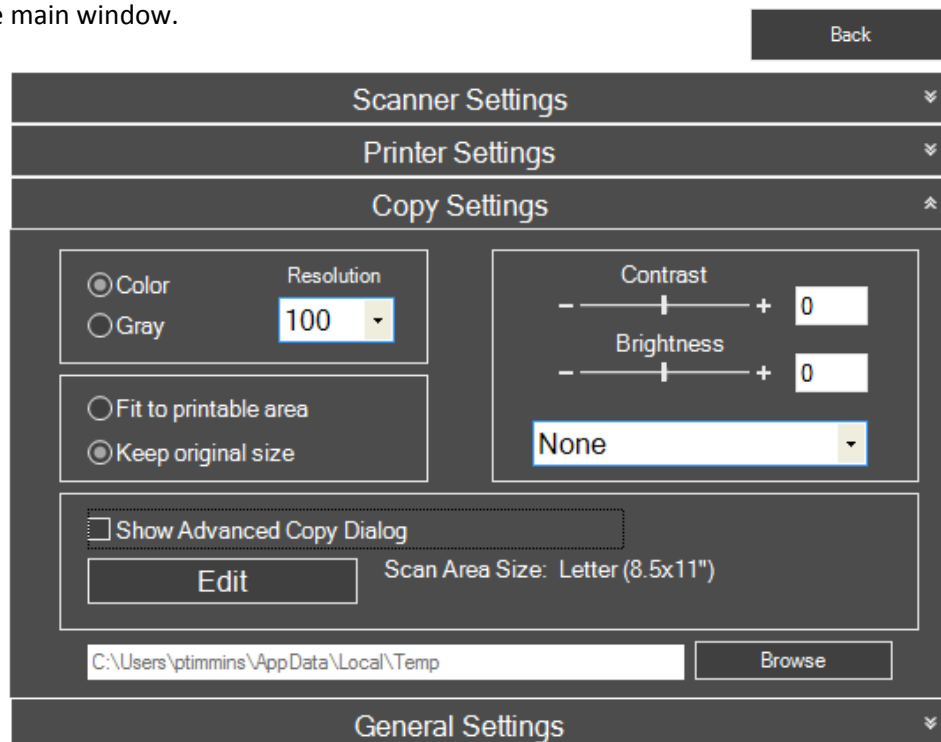 e main window.
Back
Scanner Settings
Printer Settings
Copy Settings
Color
Resolution
Gray
100
Contrast
- + 0
Brightness
- + 0
Fit to printable area
Keep original size
None
Show Advanced Copy Dialog
Edit
Scan Area Size: Letter (8.5x11")
C:\Users\ptimmins\AppData\Local\Temp
Browse
General Settings